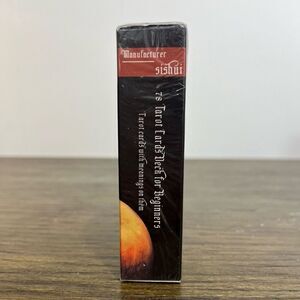 Manufacturer
sishui
78 Tarot Cards Deck for Beginners
Tarot cards with meanings on them